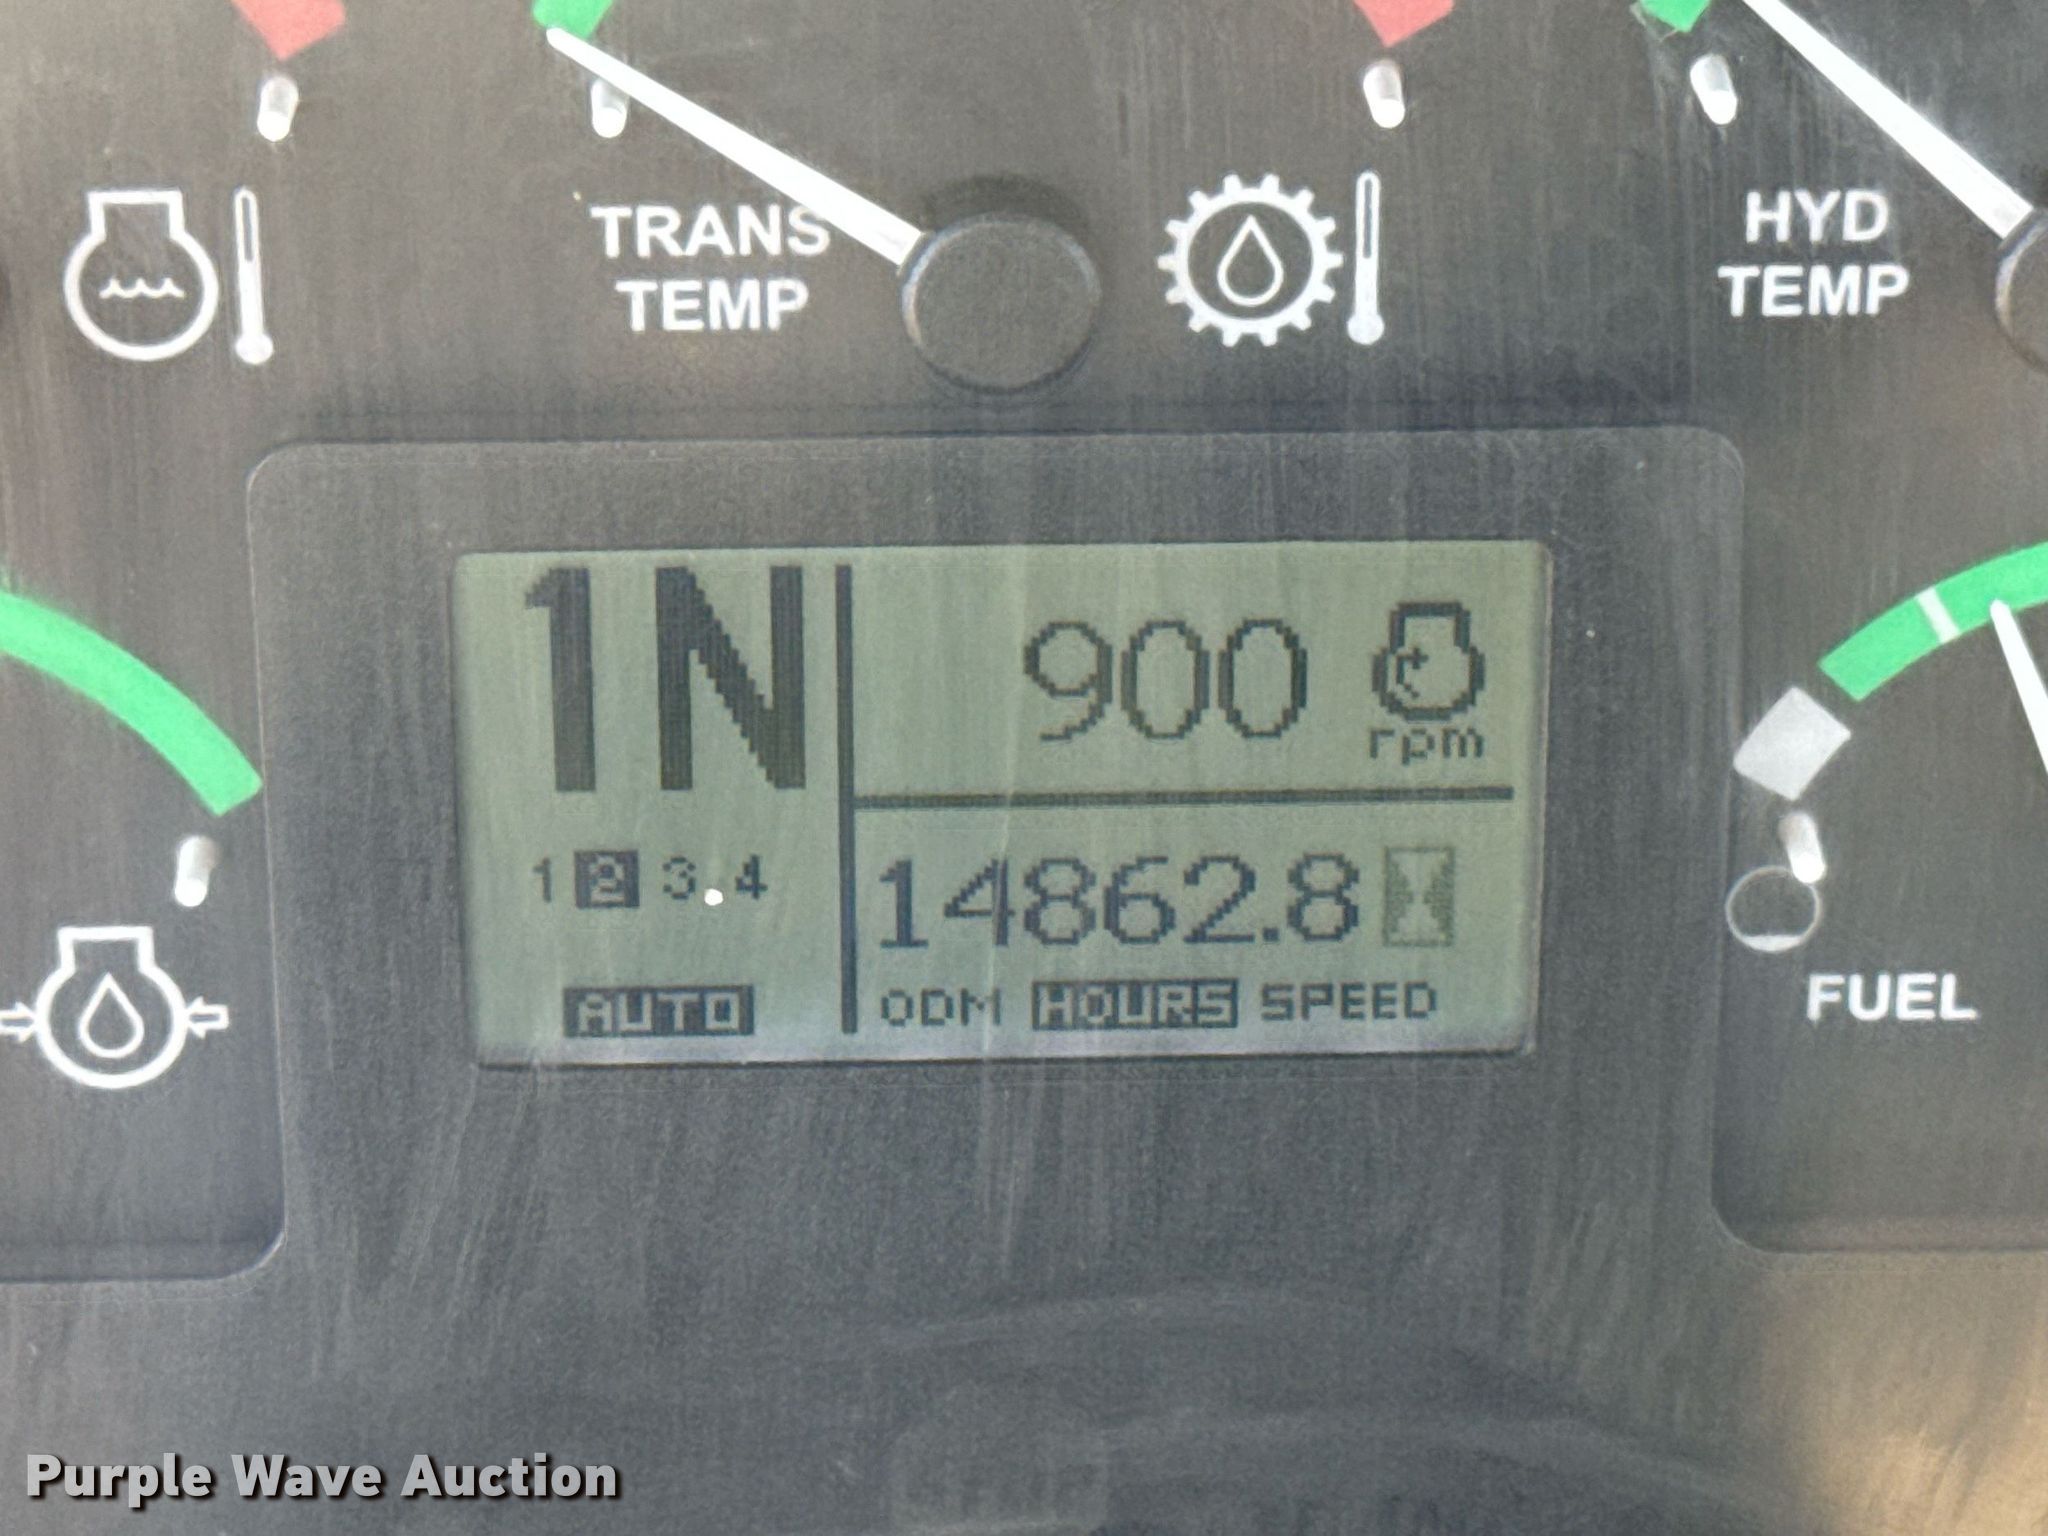 TRANS
TEMP
HYD
TEMP
1N
900
rpm
1 2 3 4
14862.8
AUTO
ODM HOURS SPEED
FUEL
Purple Wave Auction